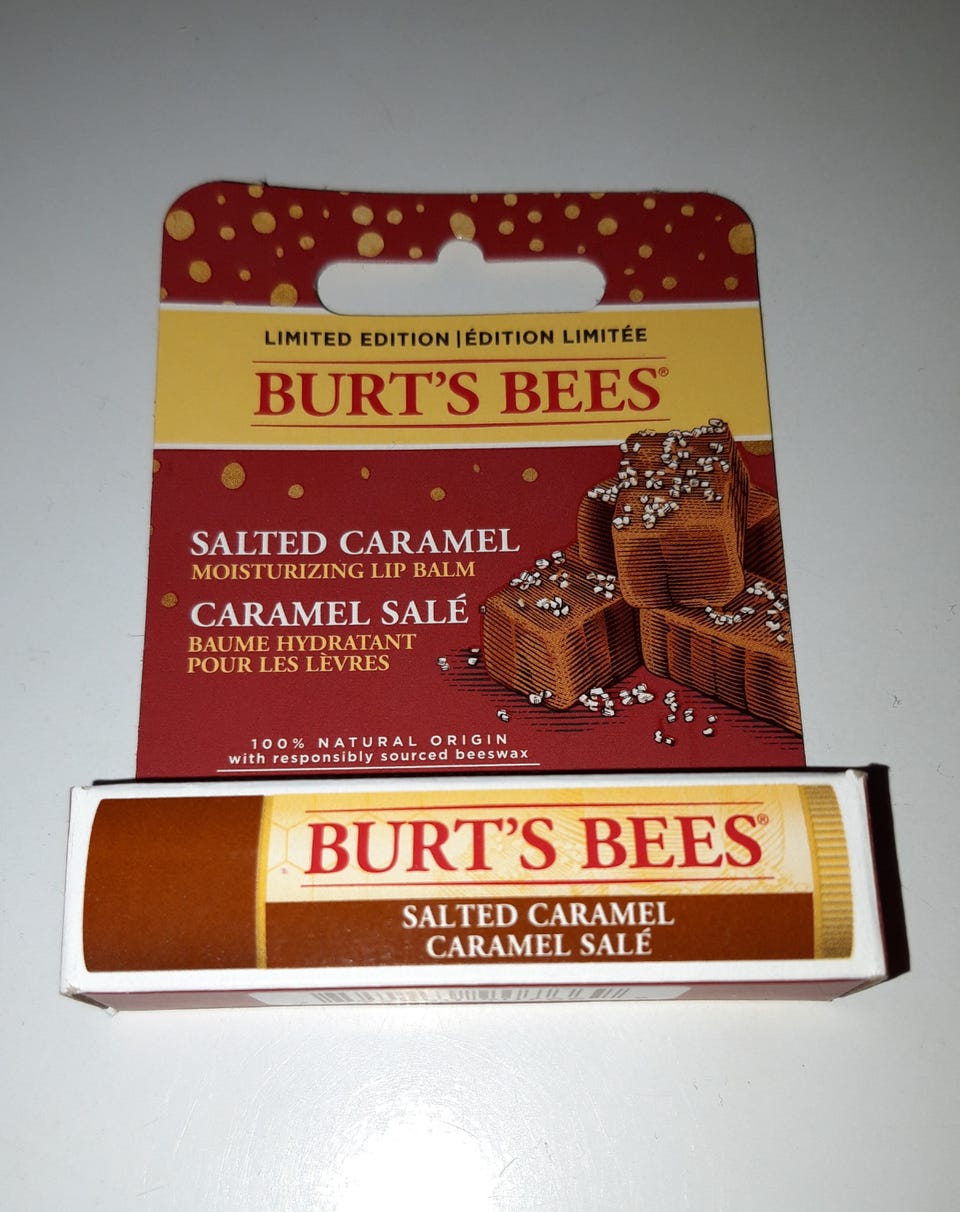 LIMITED EDITION | ÉDITION LIMITÉE
BURT'S BEES®
SALTED CARAMEL
MOISTURIZING LIP BALM
CARAMEL SALÉ
BAUME HYDRATANT
POUR LES LÈVRES
100% NATURAL ORIGIN
with responsibly sourced beeswax
BURT'S BEES®
SALTED CARAMEL
CARAMEL SALÉ